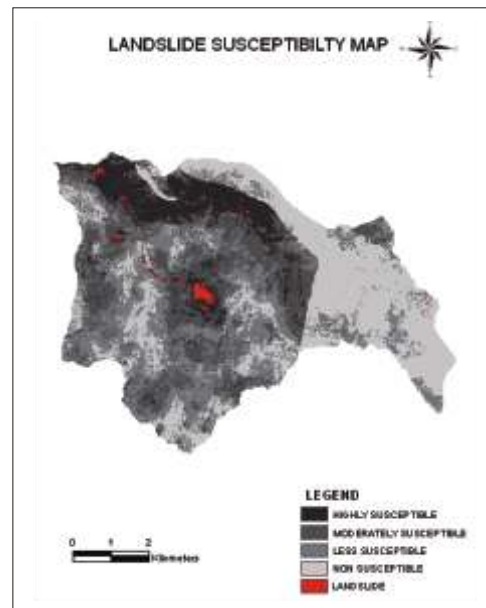 LANDSLIDE SUSCEPTIBILTY MAP
LEGEND
HIGHLY SUSCEPTIBLE
MODERATELY SUSCEPTIBLE
LESS SUSCEPTIBLE
NON SUSCEPTIBLE
LANDSLIDE
0 1 2
Kilometers